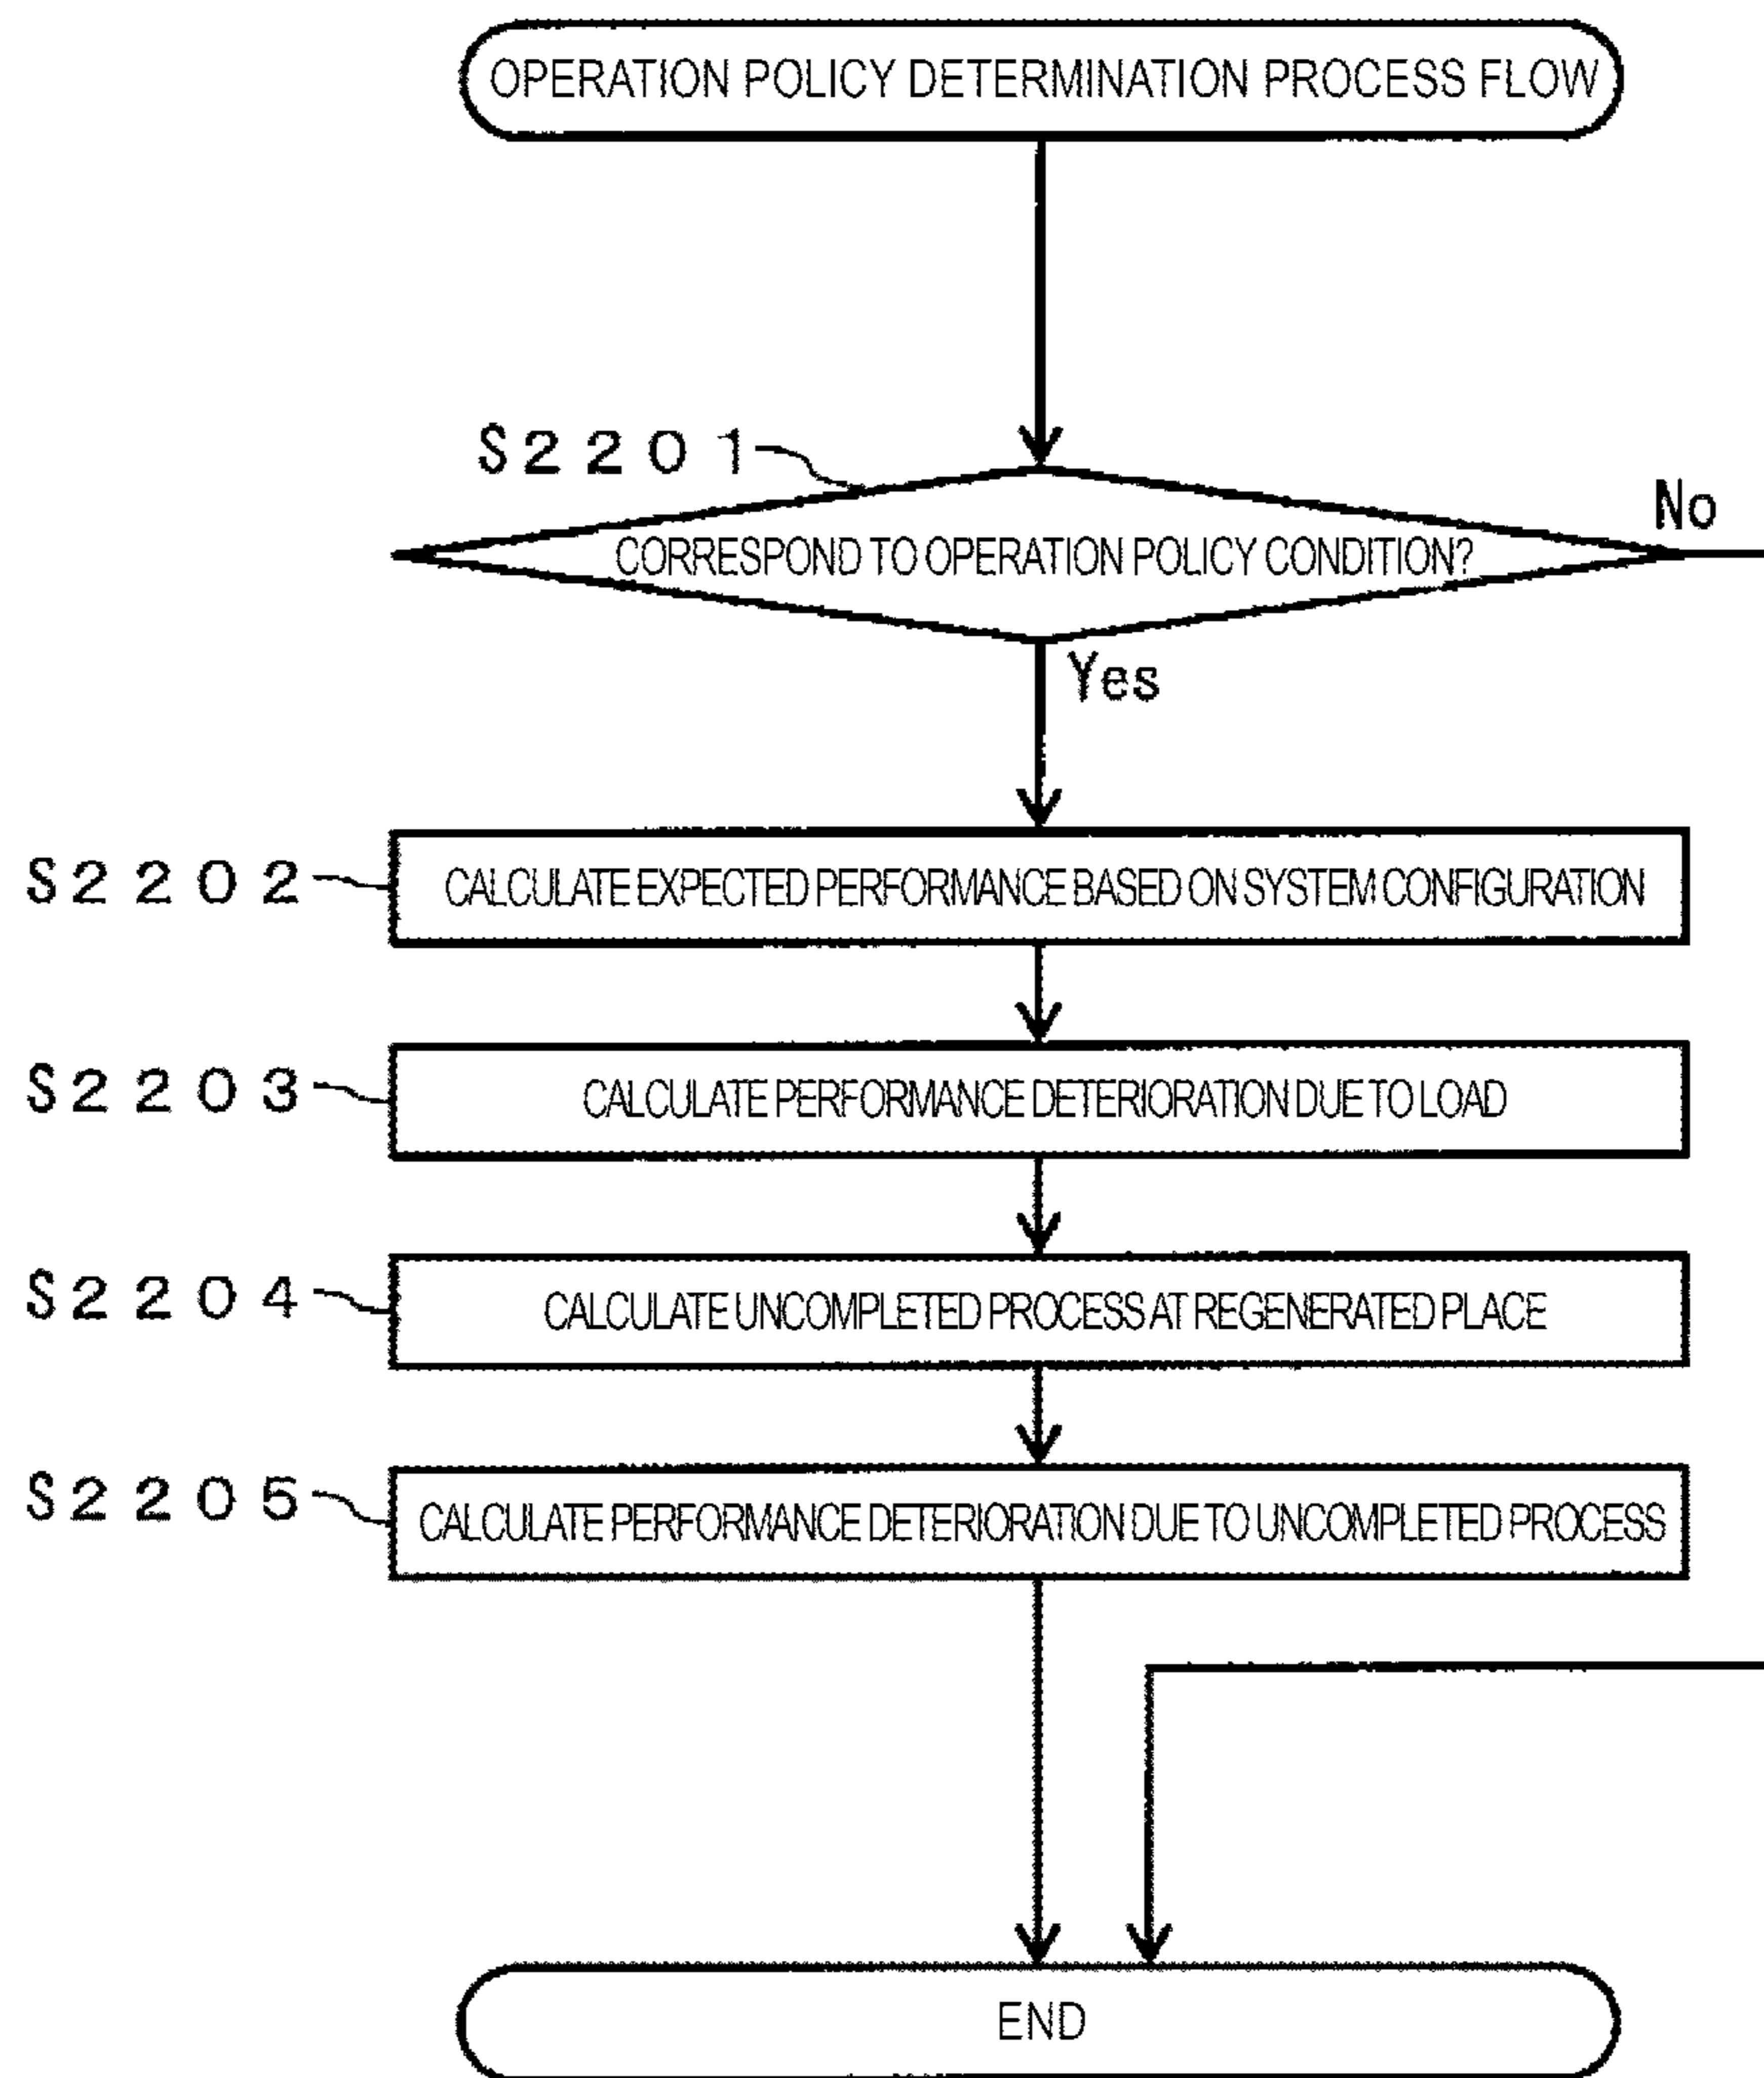 OPERATION POLICY DETERMINATION PROCESS FLOW
S2201
No
CORRESPOND TO OPERATION POLICY CONDITION?
Yes
S2202
CALCULATE EXPECTED PERFORMANCE BASED ON SYSTEM CONFIGURATION
S2203
CALCULATE PERFORMANCE DETERIORATION DUE TO LOAD
S2204
CALCULATE UNCOMPLETED PROCESS AT REGENERATED PLACE
S2205
CALCULATE PERFORMANCE DETERIORATION DUE TO UNCOMPLETED PROCESS
END